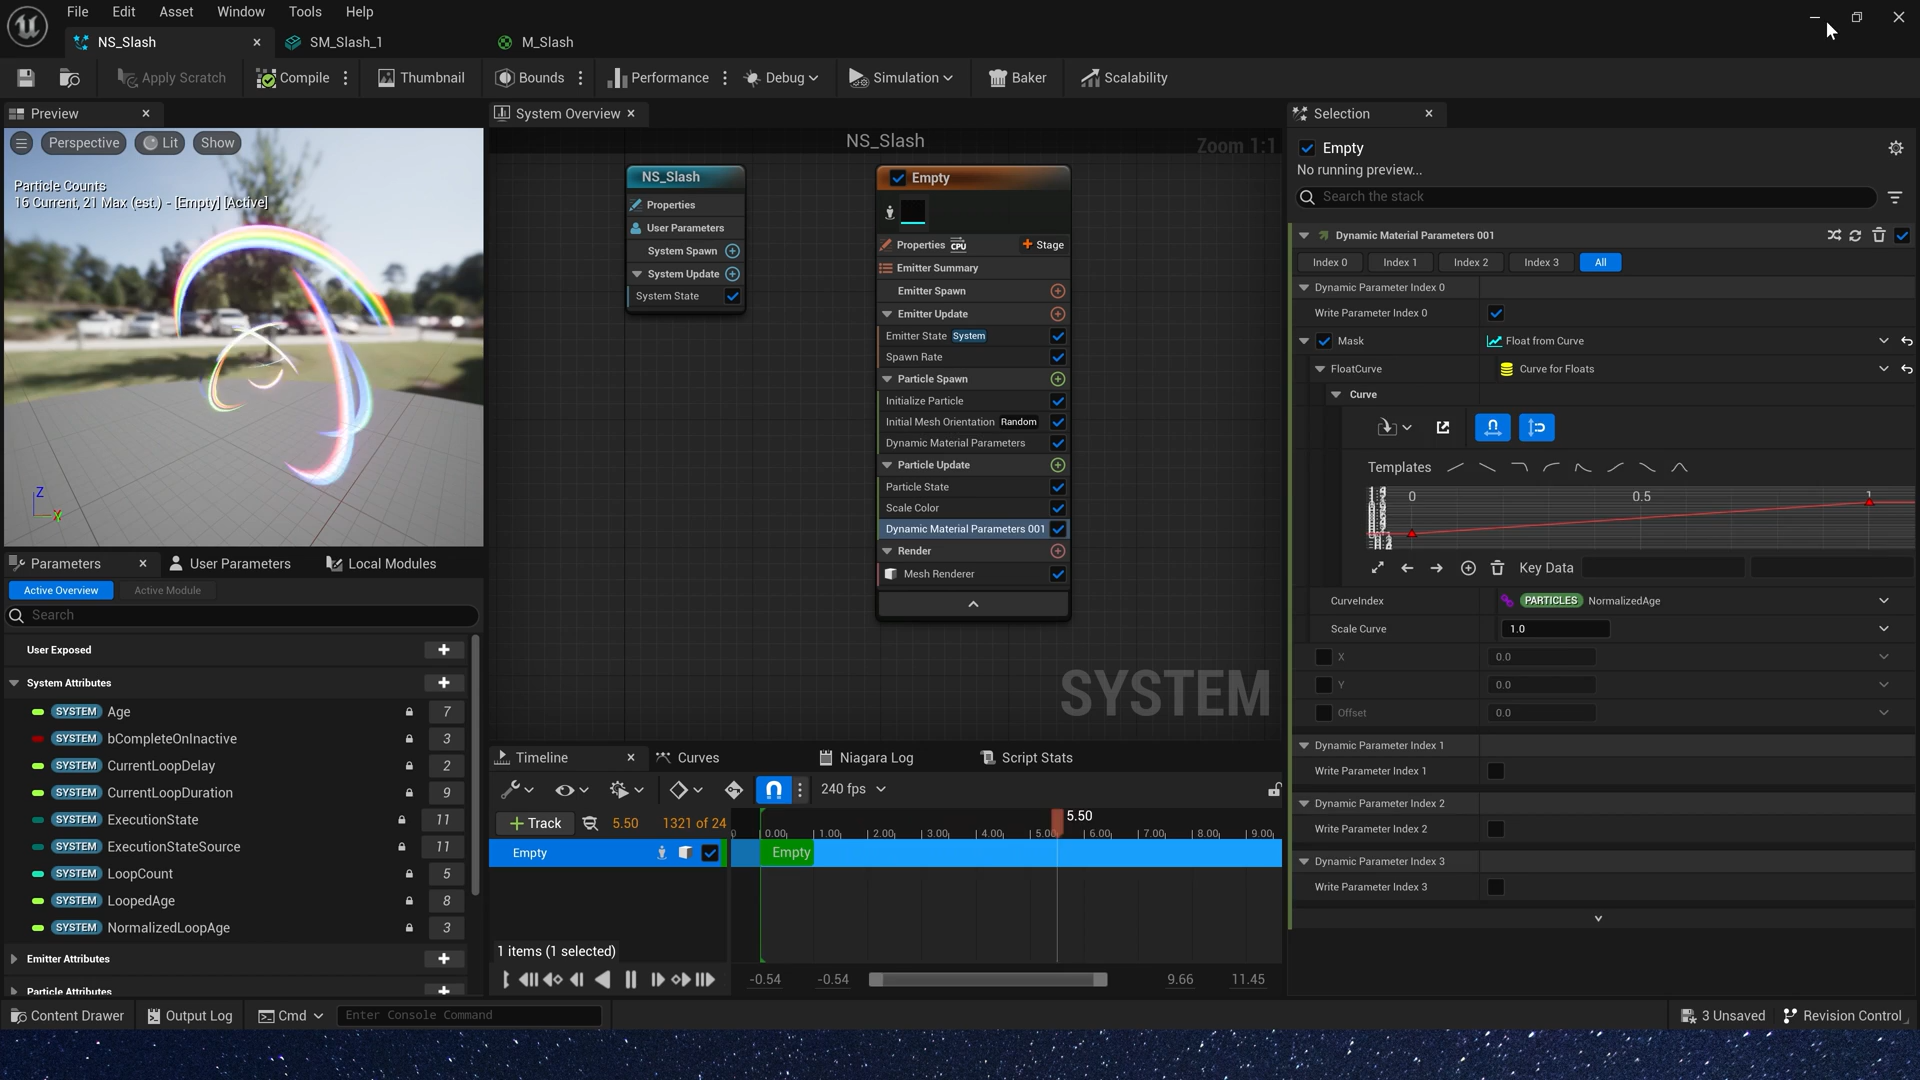 File Edit Asset Window Tools Help
NS_Slash SM_Slash_1 M_Slash
Apply Scratch Compile Thumbnail Bounds Performance Debug Simulation Baker Scalability
Preview
Perspective Lit Show
Particle Counts
16 Current, 21 Max (est.) - [Empty] [Active]
Z
Parameters User Parameters Local Modules
Active Overview Active Module
Search
User Exposed
System Attributes
SYSTEM Age 7
SYSTEM bCompleteOnInactive 3
SYSTEM CurrentLoopDelay 2
SYSTEM CurrentLoopDuration 9
SYSTEM ExecutionState 11
SYSTEM ExecutionStateSource 11
SYSTEM LoopCount 5
SYSTEM LoopedAge 8
SYSTEM NormalizedLoopAge 3
Emitter Attributes
Particle Attributes
System Overview
NS_Slash
Zoom 1:1
NS_Slash
Properties
User Parameters
System Spawn
System Update
System State
Empty
Properties CPU Stage
Emitter Summary
Emitter Spawn
Emitter Update
Emitter State System
Spawn Rate
Particle Spawn
Initialize Particle
Initial Mesh Orientation Random
Dynamic Material Parameters
Particle Update
Particle State
Scale Color
Dynamic Material Parameters 001
Render
Mesh Renderer
SYSTEM
Timeline Curves Niagara Log Script Stats
240 fps
Track 5.50 1321 of 24
5.50
0 0.00 1.00 2.00 3.00 4.00 5.00 6.00 7.00 8.00 9.00
Empty Empty
1 items (1 selected)
-0.54 -0.54 9.66 11.45
Selection
Empty
No running preview...
Search the stack
Dynamic Material Parameters 001
Index 0 Index 1 Index 2 Index 3 All
Dynamic Parameter Index 0
Write Parameter Index 0
Mask Float from Curve
FloatCurve Curve for Floats
Curve
Templates
0 0.5 1
Key Data
CurveIndex PARTICLES NormalizedAge
Scale Curve 1.0
X 0.0
Y 0.0
Offset 0.0
Dynamic Parameter Index 1
Write Parameter Index 1
Dynamic Parameter Index 2
Write Parameter Index 2
Dynamic Parameter Index 3
Write Parameter Index 3
Content Drawer Output Log Cmd Enter Console Command 3 Unsaved Revision Control